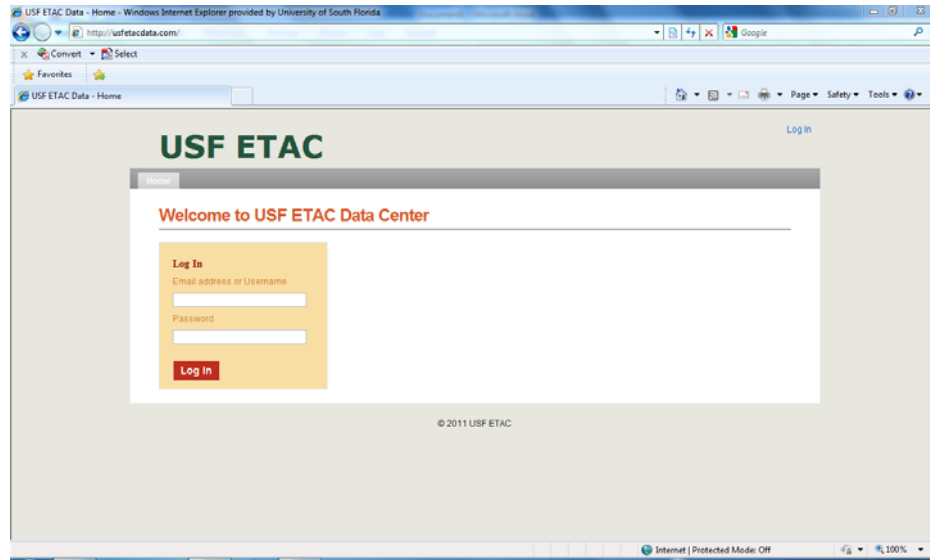 USF ETAC Data - Home - Windows Internet Explorer provided by University of South Florida
http://usfetacdata.com/
Google
x Convert Select
Favorites
USF ETAC Data - Home
Page Safety Tools
Log In
USF ETAC
Home
Welcome to USF ETAC Data Center
Log In
Email address or Username
Password
Log In
© 2011 USF ETAC
Internet | Protected Mode: Off
100%